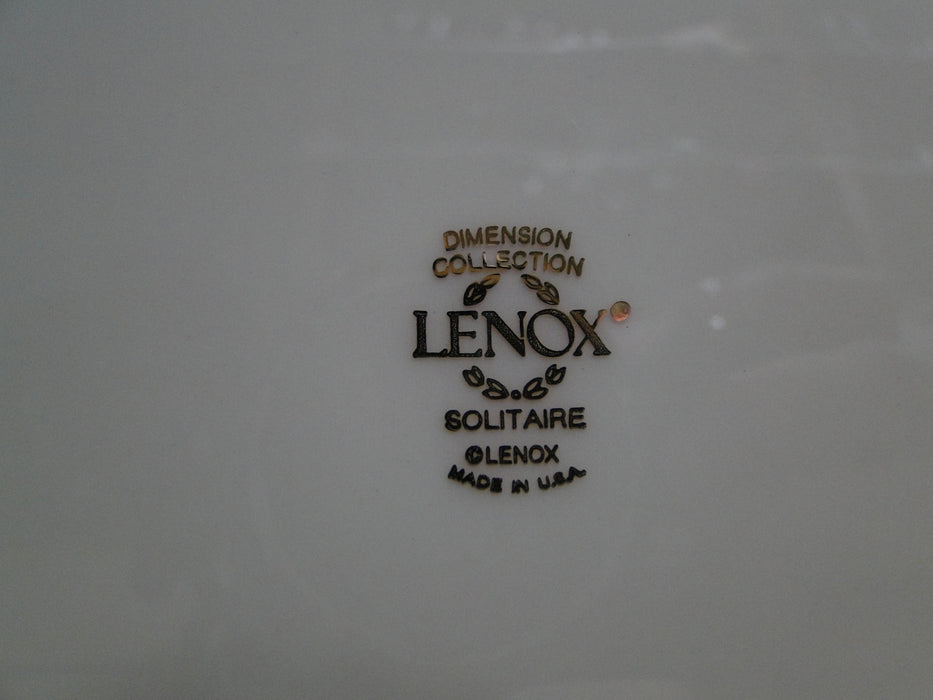 DIMENSION
COLLECTION
LENOX®
SOLITAIRE
©LENOX
MADE IN U.S.A.